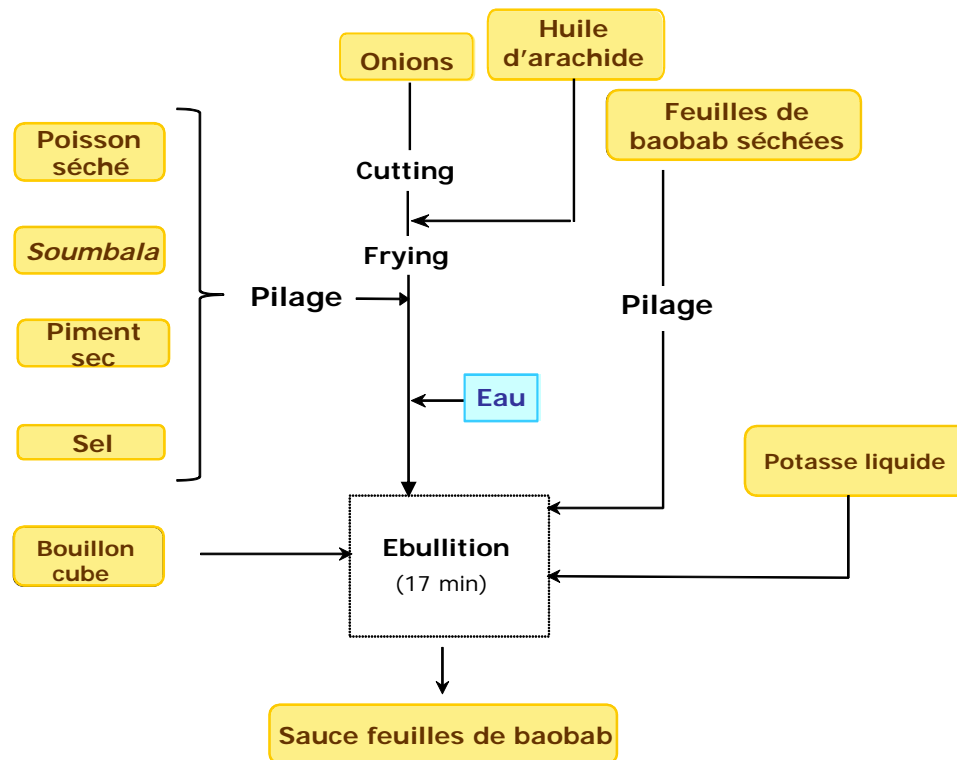 Onions
Huile
d'arachide
Feuilles de
baobab séchées
Poisson
séché
Cutting
Soumbala
Frying
Pilage
Pilage
Piment
sec
Eau
Sel
Potasse liquide
Bouillon
cube
Ebullition
(17 min)
Sauce feuilles de baobab